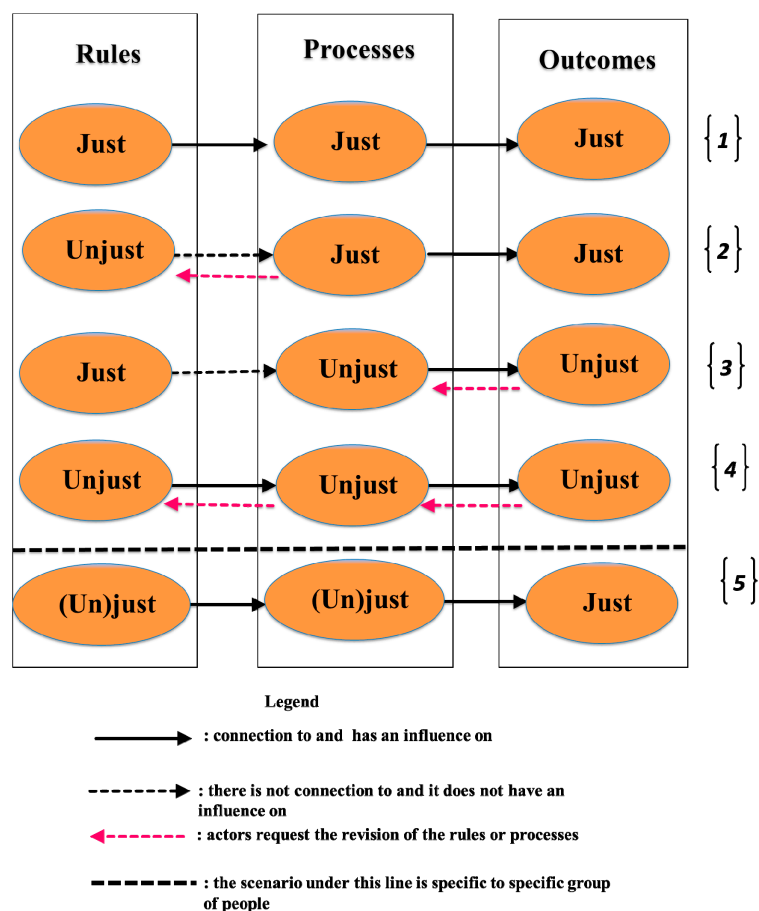 Rules Processes Outcomes
Just Just Just {1}
Unjust Just Just {2}
Just Unjust Unjust {3}
Unjust Unjust Unjust {4}
(Un)just (Un)just Just {5}
Legend
: connection to and has an influence on
: there is not connection to and it does not have an
influence on
: actors request the revision of the rules or processes
: the scenario under this line is specific to specific group
of people